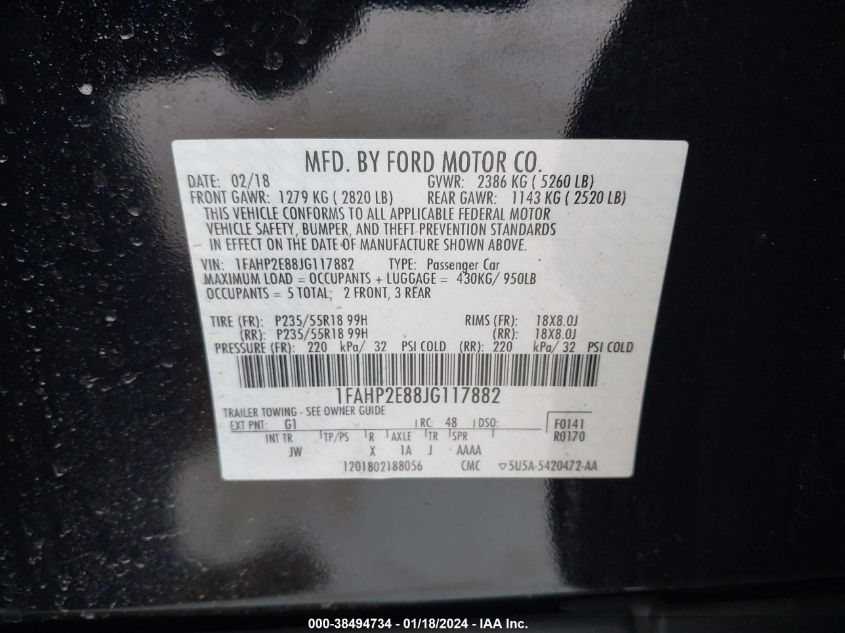 MFD. BY FORD MOTOR CO.
DATE: 02/18 GVWR: 2386 KG ( 5260 LB)
FRONT GAWR: 1279 KG ( 2820 LB) REAR GAWR: 1143 KG ( 2520 LB)
THIS VEHICLE CONFORMS TO ALL APPLICABLE FEDERAL MOTOR
VEHICLE SAFETY, BUMPER, AND THEFT PREVENTION STANDARDS
IN EFFECT ON THE DATE OF MANUFACTURE SHOWN ABOVE.
VIN: 1FAHP2E88JG117882 TYPE: Passenger Car
MAXIMUM LOAD = OCCUPANTS + LUGGAGE = 430KG/ 950LB
OCCUPANTS = 5 TOTAL; 2 FRONT, 3 REAR
TIRE (FR): P235/55R18 99H RIMS (FR): 18X8.0J
(RR): P235/55R18 99H (RR): 18X8.0J
PRESSURE (FR): 220 kPa/ 32 PSI COLD (RR): 220 kPa/ 32 PSI COLD
1FAHP2E88JG117882
TRAILER TOWING - SEE OWNER GUIDE
EXT PNT: G1 RC: 48 DSO: F0141
INT TR TP/PS R AXLE TR SPR R0170
JW X 1A J AAAA
1201802188056 CMC ▽5U5A-5420472-AA
000-38494734 - 01/18/2024 - IAA Inc.